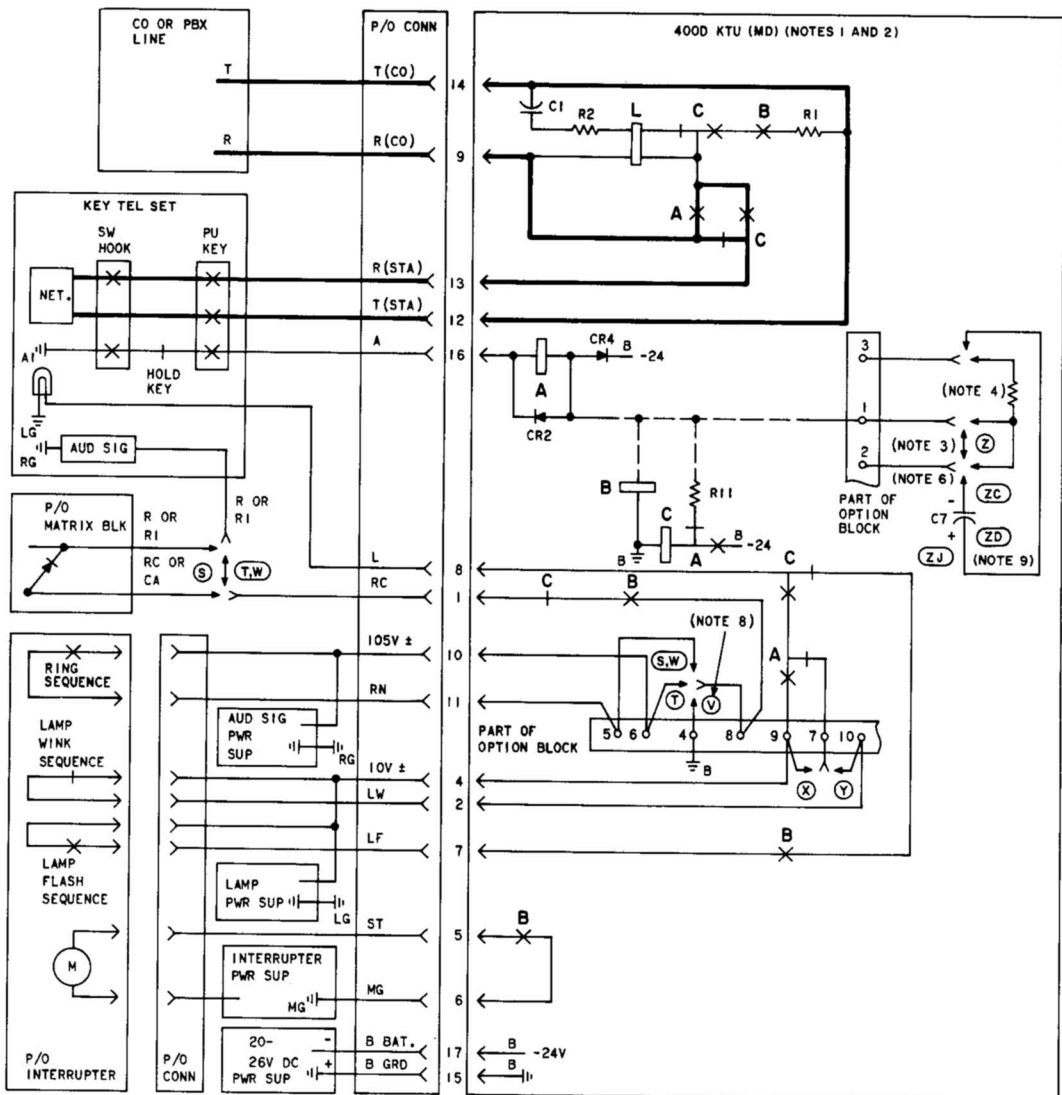 CO OR PBX
LINE
T
R
P/O CONN
T(CO)
14
R(CO)
9
400D KTU (MD) (NOTES 1 AND 2)
C1
R2
L
C
B
R1
A
C
KEY TEL SET
SW
HOOK
PU
KEY
NET.
R(STA)
13
T(STA)
12
A
16
A1
HOLD
KEY
LG
RG
AUD SIG
CR4
B
-24
A
CR2
3
(NOTE 4)
1
(NOTE 3)
Z
2
(NOTE 6)
PART OF
OPTION
BLOCK
-
ZC
C7
+
ZD
ZJ
(NOTE 9)
B
R11
C
B
A
B
-24
P/O
MATRIX BLK
R OR
R1
RC OR
CA
S
T,W
R OR
R1
L
8
RC
1
C
B
C
(NOTE 8)
A
105V ±
10
RING
SEQUENCE
RN
11
S,W
T
V
AUD SIG
PWR
SUP
RG
PART OF
OPTION BLOCK
5
6
4
8
9
7
10
B
X
Y
LAMP
WINK
SEQUENCE
10V ±
4
LW
2
LF
7
B
LAMP
FLASH
SEQUENCE
LAMP
PWR SUP
LG
ST
5
B
M
INTERRUPTER
PWR SUP
MG
MG
6
20-
26V DC
PWR SUP
-
+
B BAT.
17
B
-24V
B GRD
15
B
P/O
INTERRUPTER
P/O
CONN